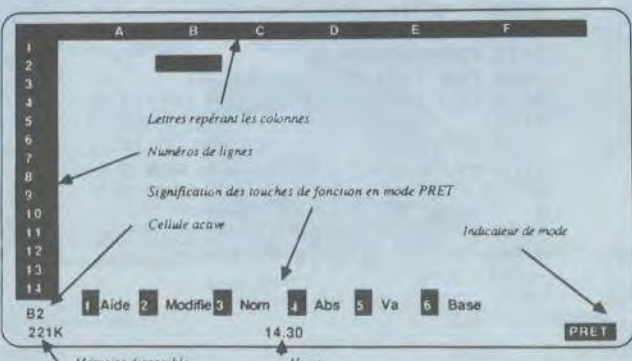 A B C D E F
1
2
3
4
5
6
7
8
9
10
11
12
13
14
Lettres repérant les colonnes
Numéros de lignes
Signification des touches de fonction en mode PRET
Cellule active
Indicateur de mode
B2
1 Aide 2 Modifie 3 Nom 4 Abs 5 Va 6 Base
221K 14.30 PRET